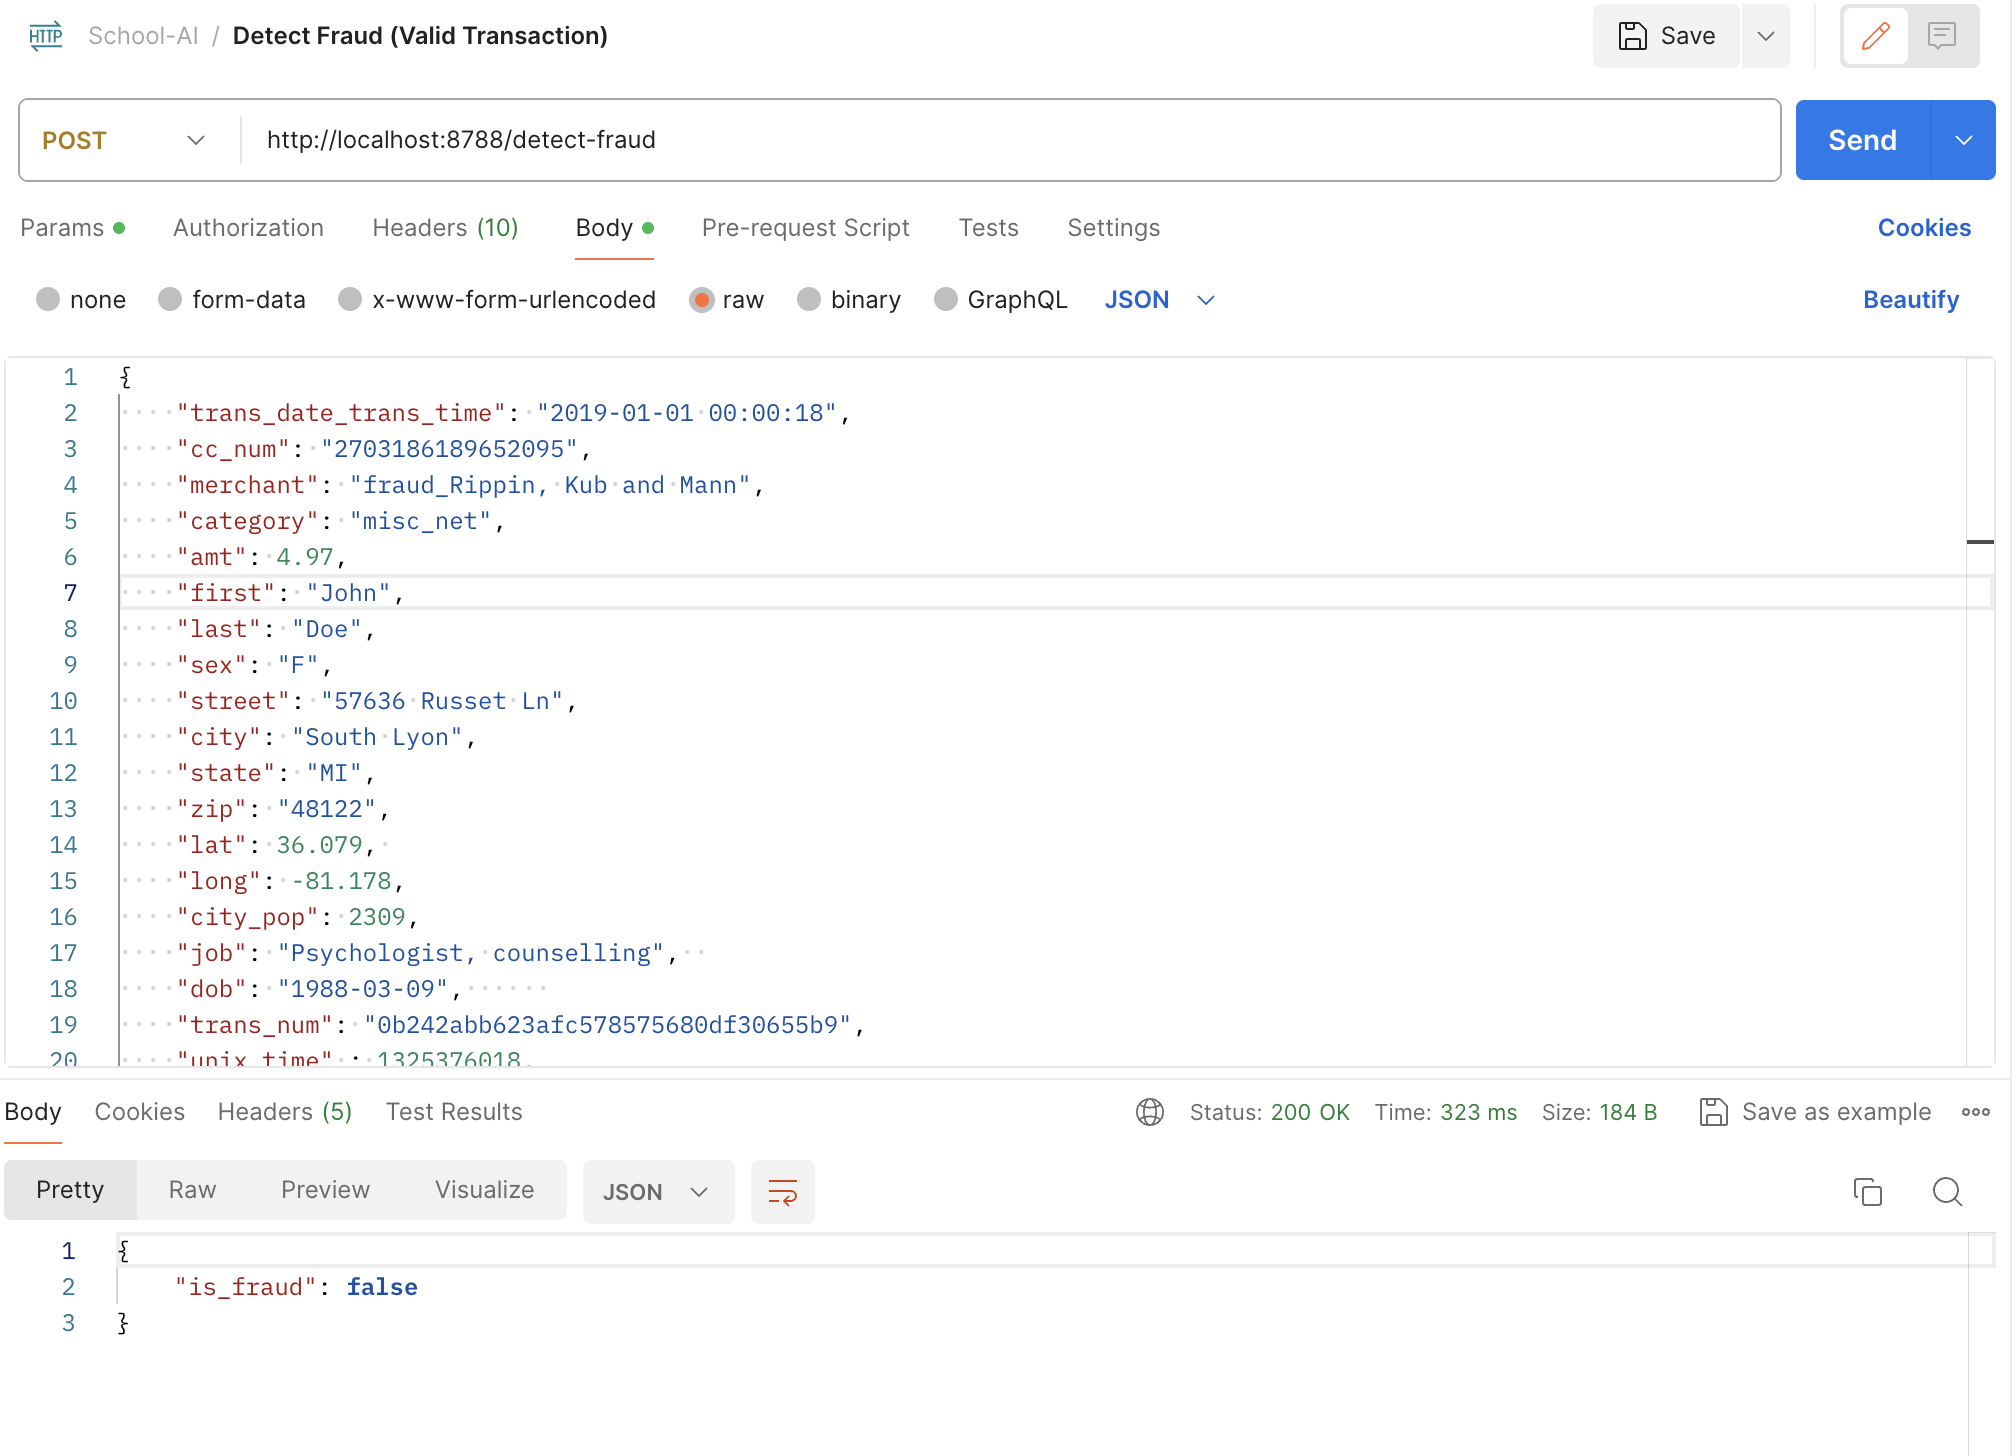 HTTP School-AI / Detect Fraud (Valid Transaction) Save
POST http://localhost:8788/detect-fraud Send
Params Authorization Headers (10) Body Pre-request Script Tests Settings Cookies
none form-data x-www-form-urlencoded raw binary GraphQL JSON Beautify
1 {
2 "trans_date_trans_time": "2019-01-01 00:00:18",
3 "cc_num": "2703186189652095",
4 "merchant": "fraud_Rippin, Kub and Mann",
5 "category": "misc_net",
6 "amt": 4.97,
7 "first": "John",
8 "last": "Doe",
9 "sex": "F",
10 "street": "57636 Russet Ln",
11 "city": "South Lyon",
12 "state": "MI",
13 "zip": "48122",
14 "lat": 36.079,
15 "long": -81.178,
16 "city_pop": 2309,
17 "job": "Psychologist, counselling",
18 "dob": "1988-03-09",
19 "trans_num": "0b242abb623afc578575680df30655b9",
20 "unix_time" : 1325376018,
Body Cookies Headers (5) Test Results Status: 200 OK Time: 323 ms Size: 184 B Save as example
Pretty Raw Preview Visualize JSON
1 {
2 "is_fraud": false
3 }